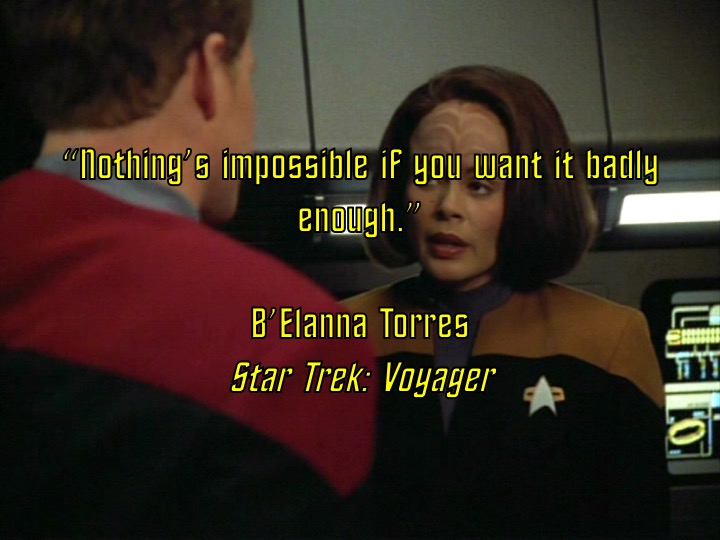 “Nothing’s impossible if you want it badly
enough.”
B’Elanna Torres
Star Trek: Voyager